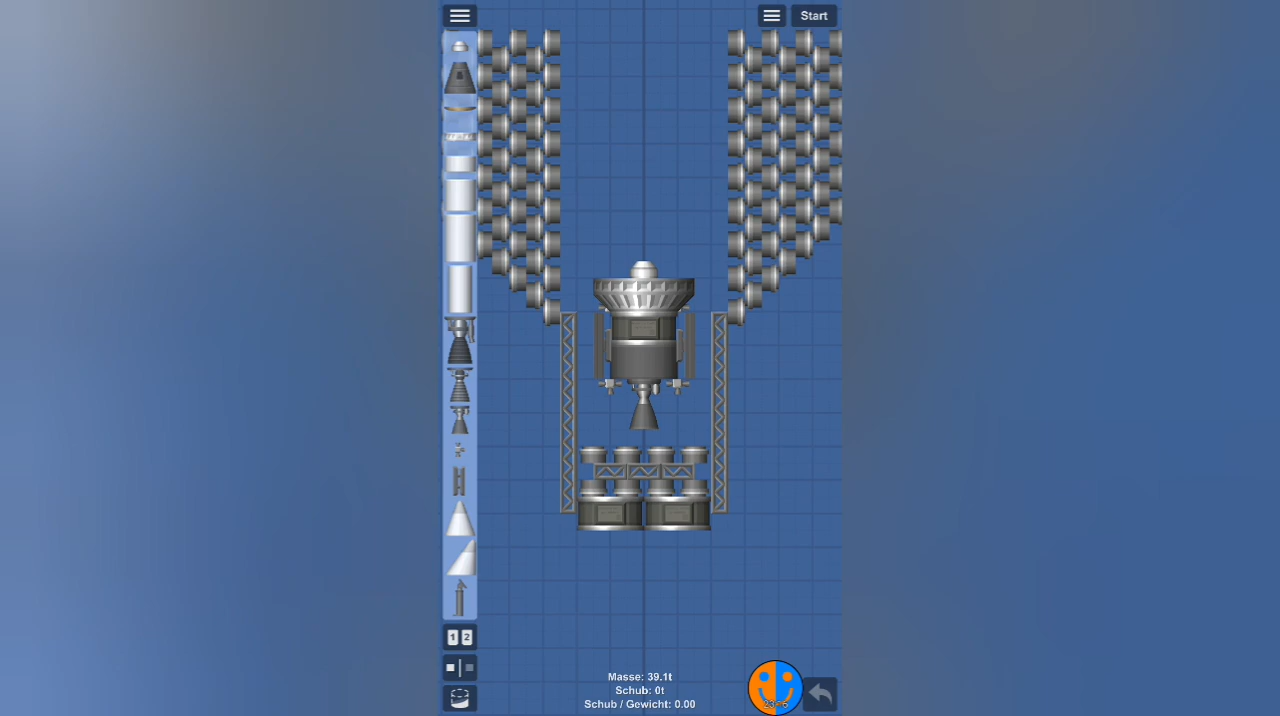 Start
1 2
Masse: 39.1t
Schub: 0t
Schub / Gewicht: 0.00